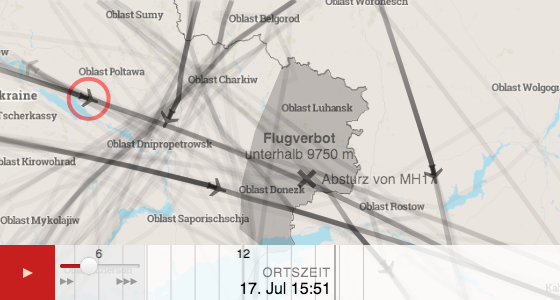 Oblast Woronesch
Oblast Sumy
Oblast Belgorod
Oblast Poltawa
Oblast Charkiw
Oblast Wolgog
kraine
Tscherkassy
Oblast Luhansk
Flugverbot
unterhalb 9750 m
Oblast Dnipropetrowsk
Oblast Kirowohrad
Oblast Donezk
Absturz von MH17
Oblast Rostow
Oblast Mykolajiw
Oblast Saporischschja
6
12
ORTSZEIT
17. Jul 15:51